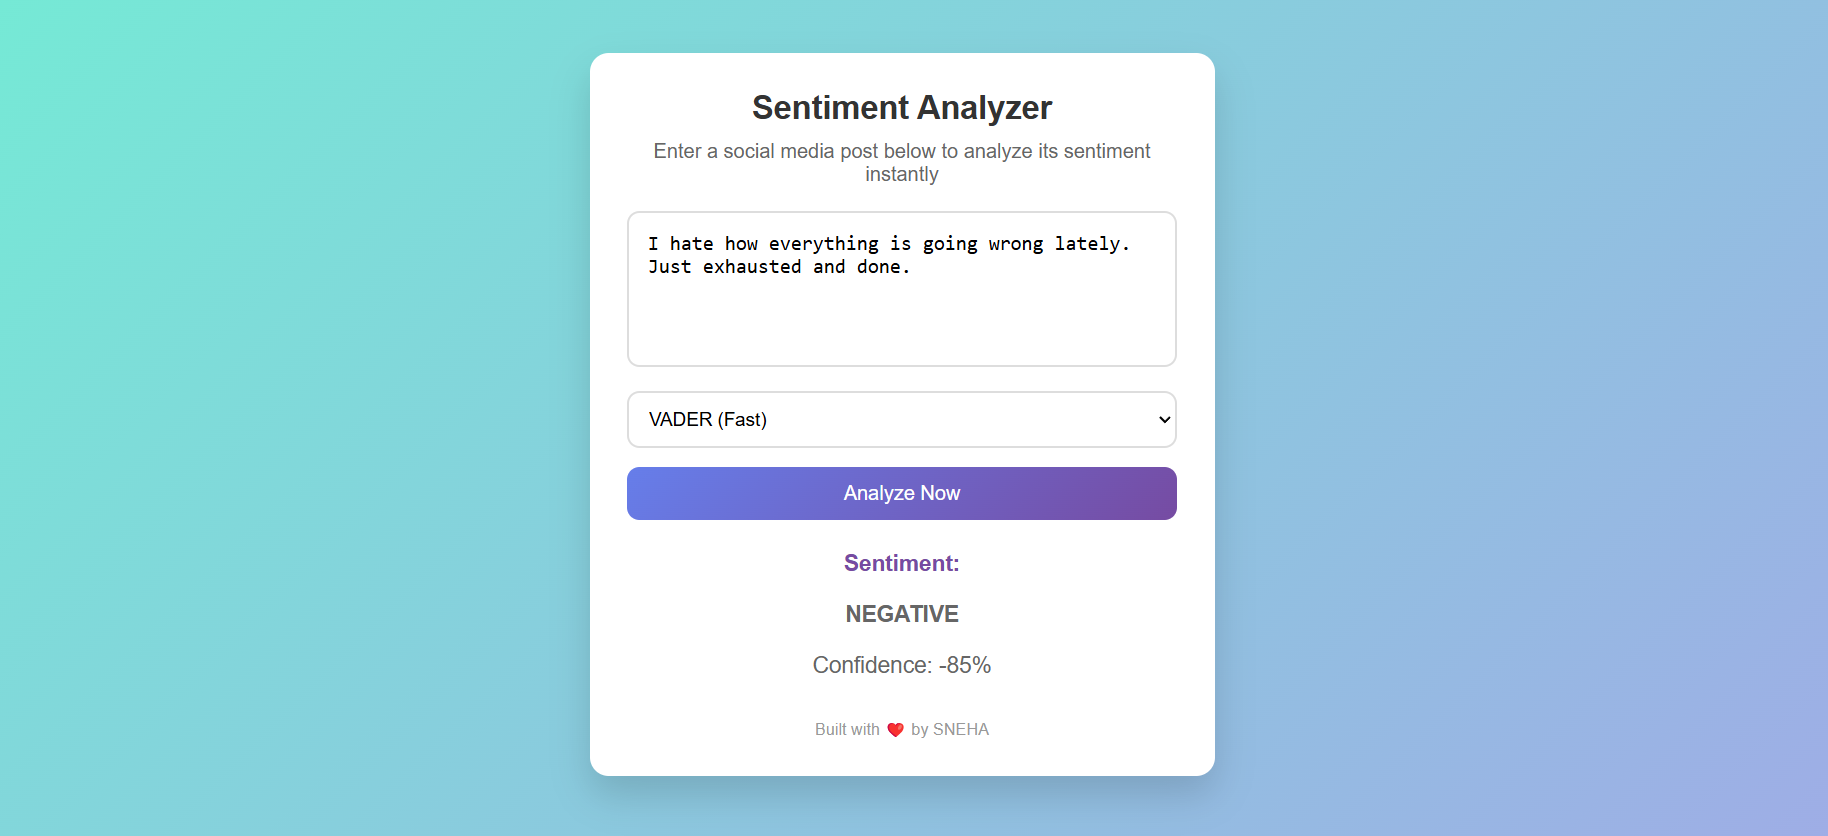 Sentiment Analyzer
Enter a social media post below to analyze its sentiment
instantly
I hate how everything is going wrong lately.
Just exhausted and done.
VADER (Fast)
Analyze Now
Sentiment:
NEGATIVE
Confidence: -85%
Built with ❤️ by SNEHA